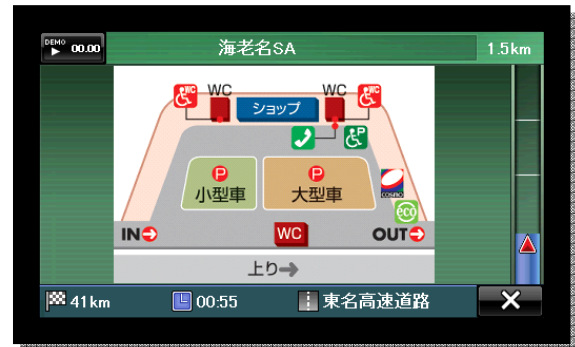 DEMO 00.00 海老名SA 1.5km
WC WC WC WC
ショップ
P
P P
小型車 大型車
COSMO
eco
IN WC OUT
上り
41km 00:55 東名高速道路